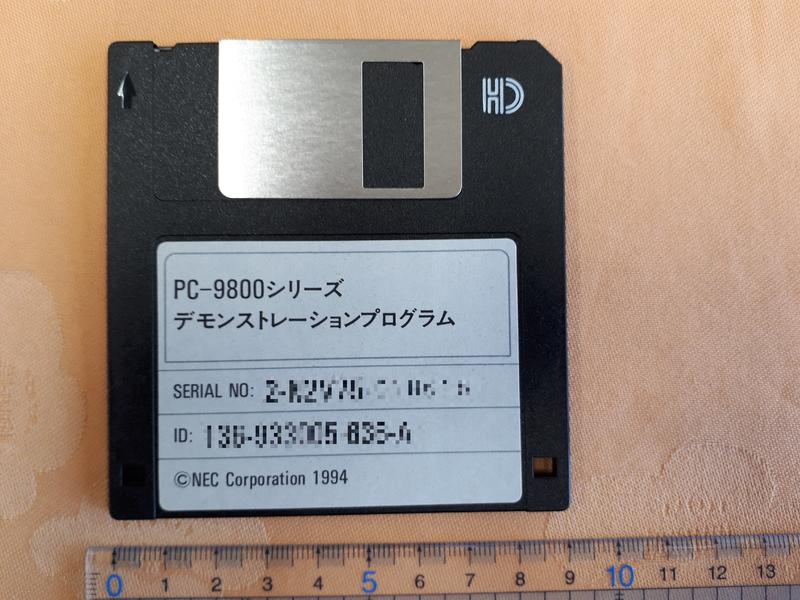 HD
PC-9800シリーズ
デモンストレーションプログラム
SERIAL NO:
ID:
©NEC Corporation 1994
0 1 2 3 4 5 6 7 8 9 10 11 12 13